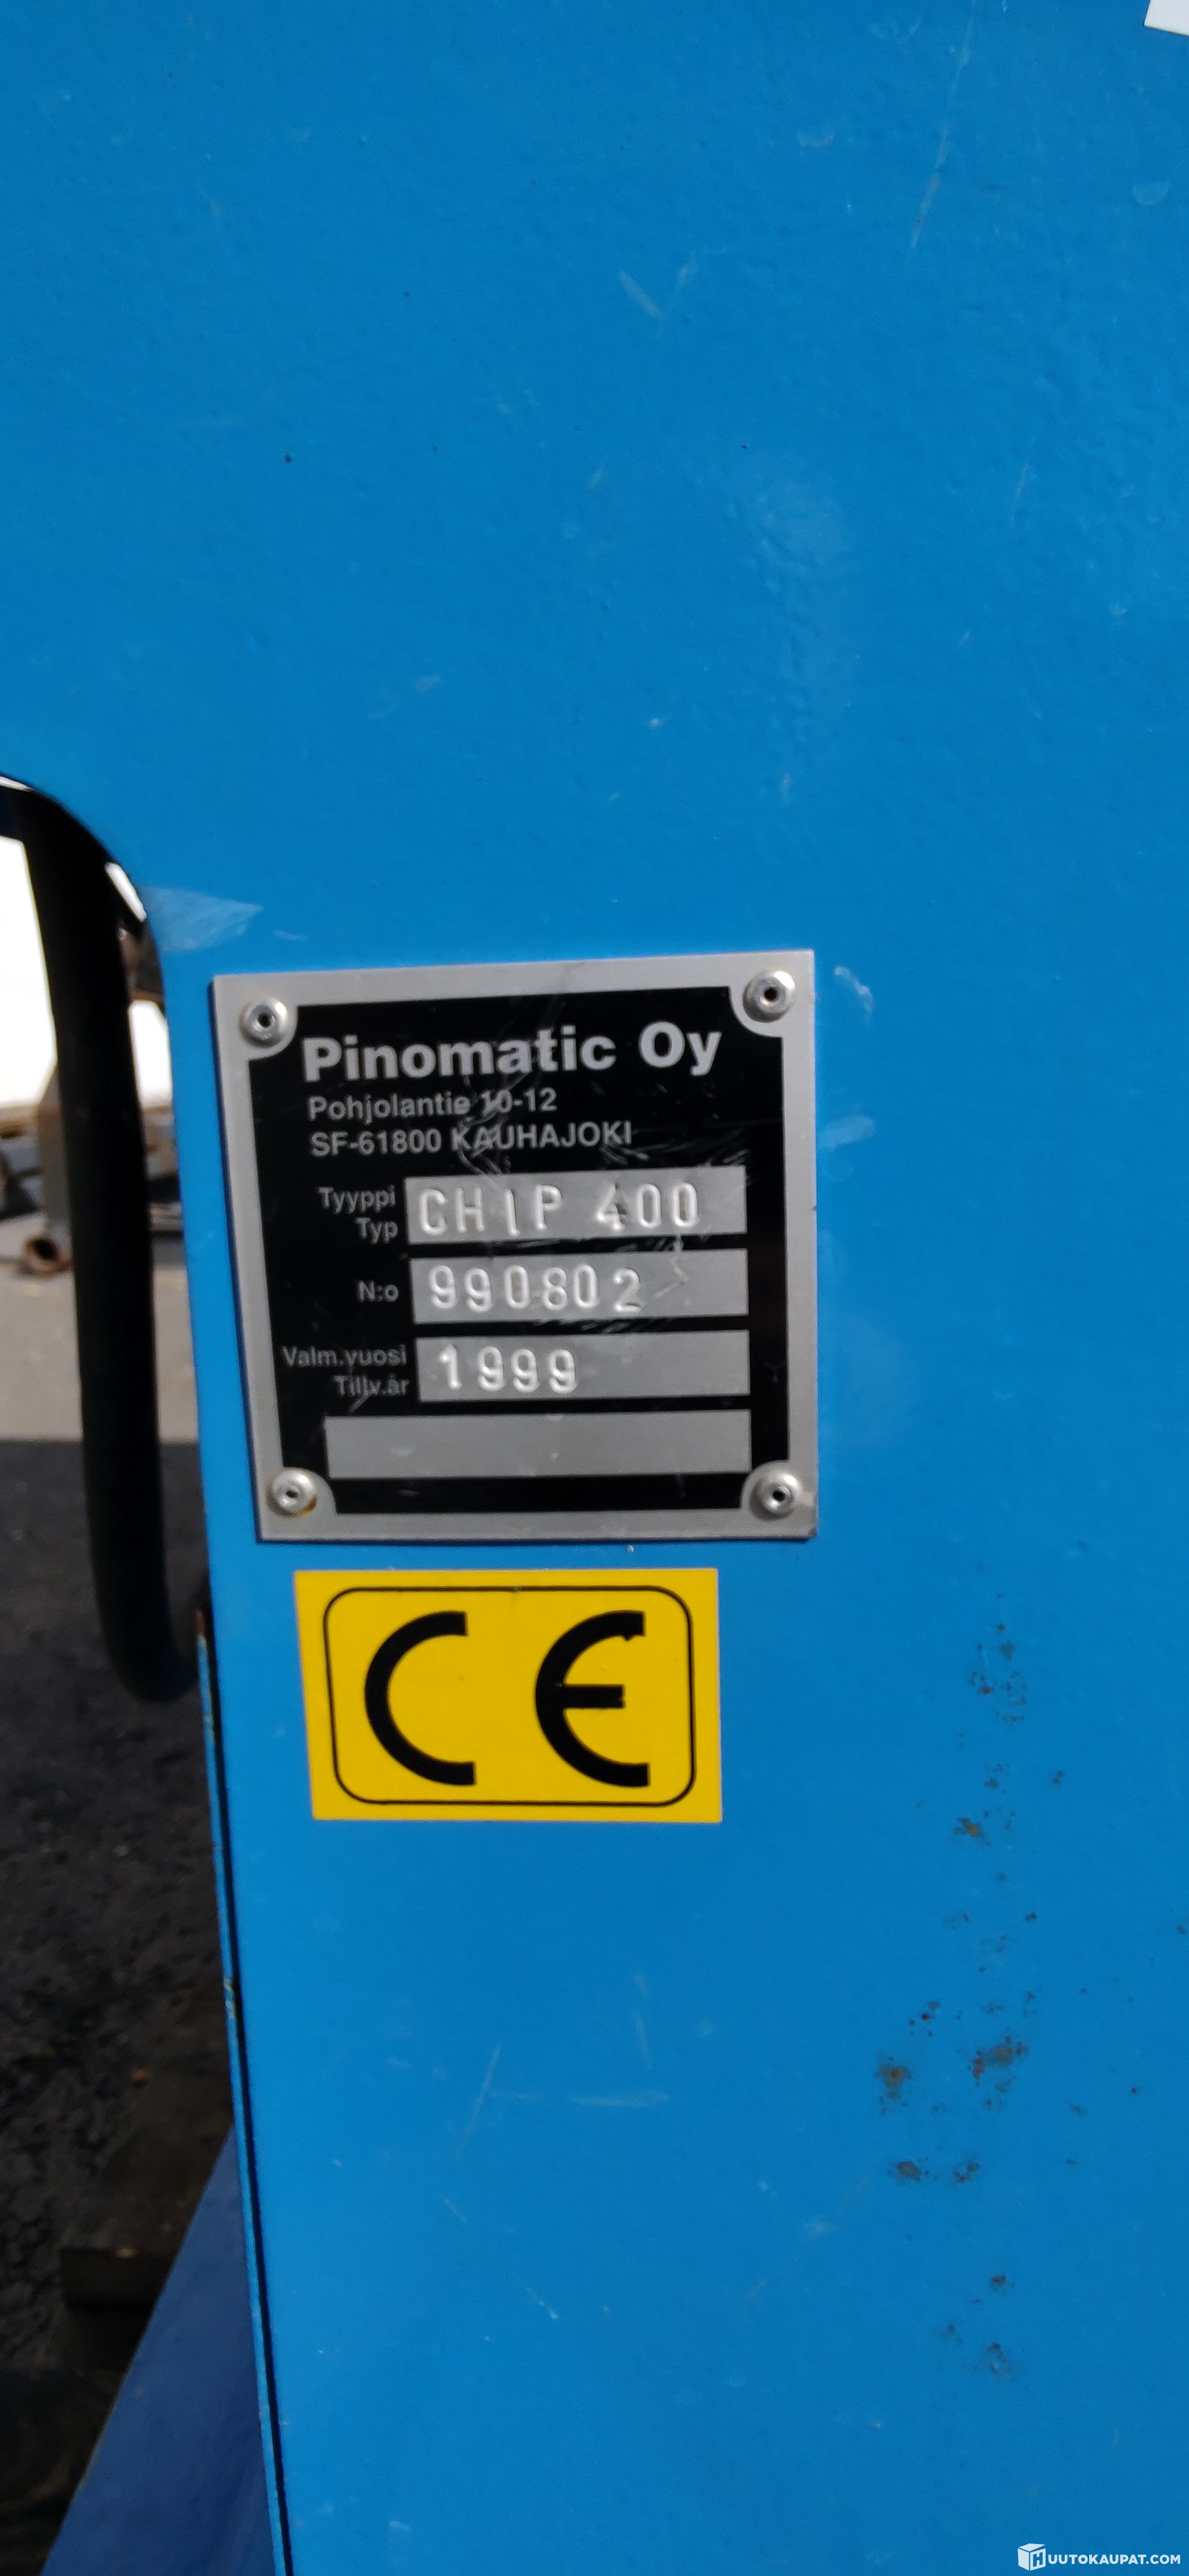 Pinomatic Oy
Pohjolantie 10-12
SF-61800 KAUHAJOKI
Tyyppi
Typ
CHIP 400
N:o 990802
Valm.vuosi
Tillv.år
1999
CE
HUUTOKAUPAT.COM